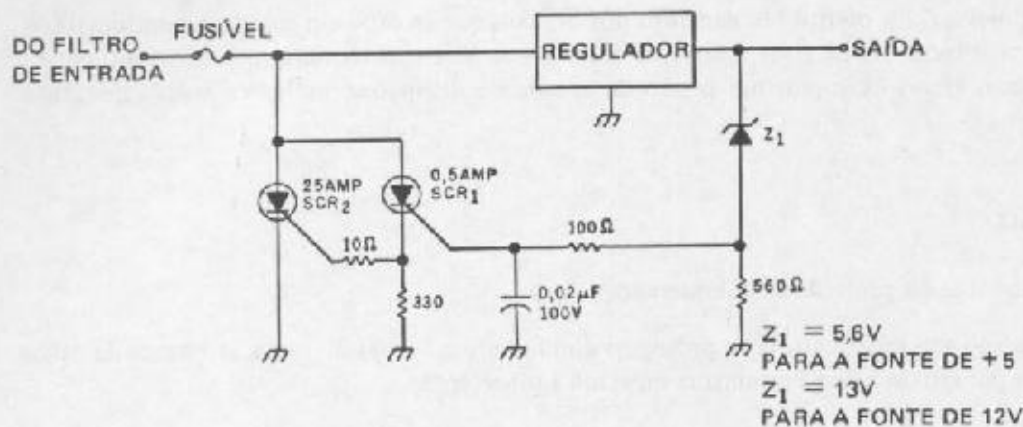 DO FILTRO
DE ENTRADA
FUSÍVEL
REGULADOR
SAÍDA
Z1
25AMP
SCR2
0,5AMP
SCR1
10Ω
100Ω
330
0,02µF
100V
560Ω
Z1 = 5,6V
PARA A FONTE DE +5
Z1 = 13V
PARA A FONTE DE 12V